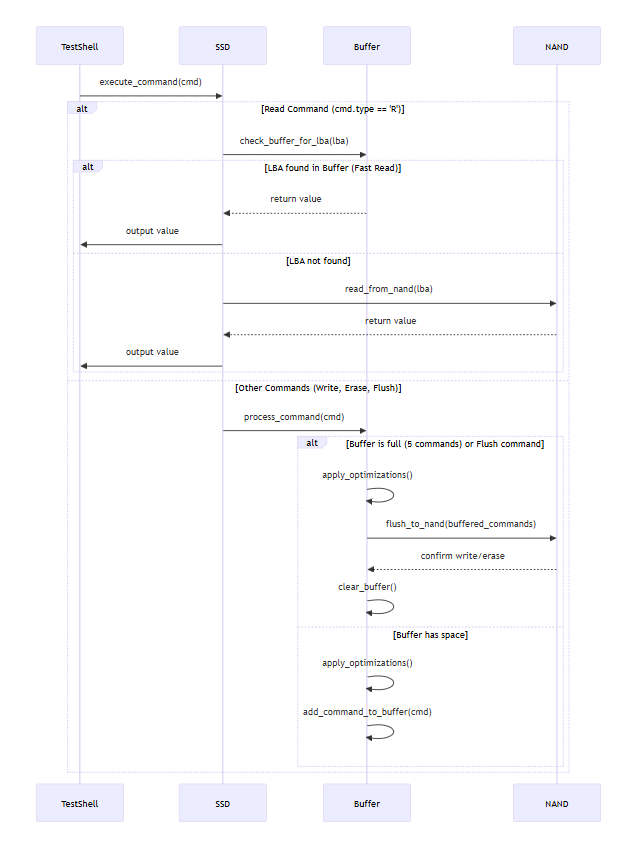 TestShell SSD Buffer NAND
execute_command(cmd)
alt [Read Command (cmd.type == 'R')]
check_buffer_for_lba(lba)
alt [LBA found in Buffer (Fast Read)]
return value
output value
[LBA not found]
read_from_nand(lba)
return value
output value
[Other Commands (Write, Erase, Flush)]
process_command(cmd)
alt [Buffer is full (5 commands) or Flush command]
apply_optimizations()
flush_to_nand(buffered_commands)
confirm write/erase
clear_buffer()
[Buffer has space]
apply_optimizations()
add_command_to_buffer(cmd)
TestShell SSD Buffer NAND